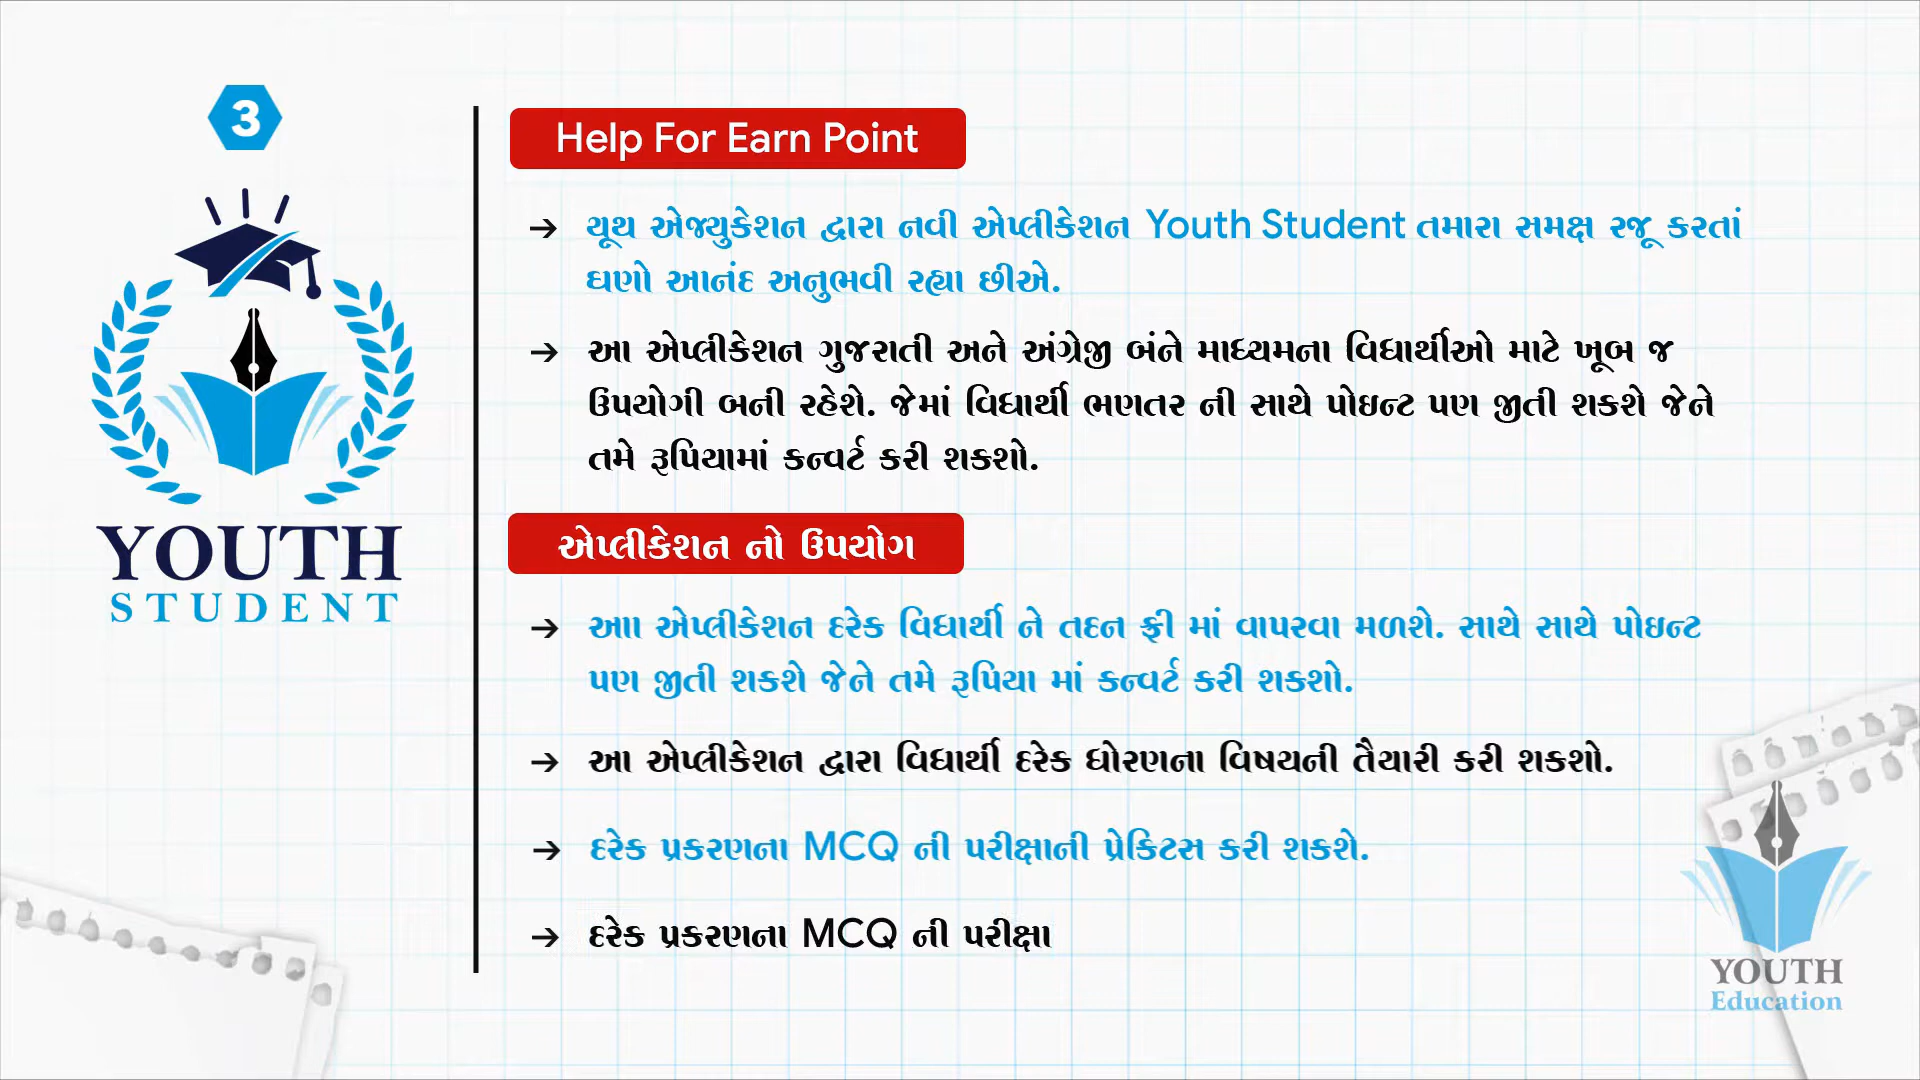 3
YOUTH
STUDENT
Help For Earn Point
યૂથ એજ્યુકેશન દ્વારા નવી એપ્લીકેશન Youth Student તમારા સમક્ષ રજૂ કરતાં
ઘણો આનંદ અનુભવી રહ્યા છીએ.
આ એપ્લીકેશન ગુજરાતી અને અંગ્રેજી બંને માધ્યમના વિધાર્થીઓ માટે ખૂબ જ
ઉપયોગી બની રહેશે. જેમાં વિધાર્થી ભણતર ની સાથે પોઇન્ટ પણ જીતી શકશે જેને
તમે રૂપિયામાં કન્વર્ટ કરી શકશો.
એપ્લીકેશન નો ઉપયોગ
આા એપ્લીકેશન દરેક વિધાર્થી ને તદન ફ્રી માં વાપરવા મળશે. સાથે સાથે પોઇન્ટ
પણ જીતી શકશે જેને તમે રૂપિયા માં કન્વર્ટ કરી શકશો.
આ એપ્લીકેશન દ્વારા વિધાર્થી દરેક ધોરણના વિષયની તૈયારી કરી શકશો.
દરેક પ્રકરણના MCQ ની પરીક્ષાની પ્રેકિટસ કરી શકશે.
દરેક પ્રકરણના MCQ ની પરીક્ષા
YOUTH
Education